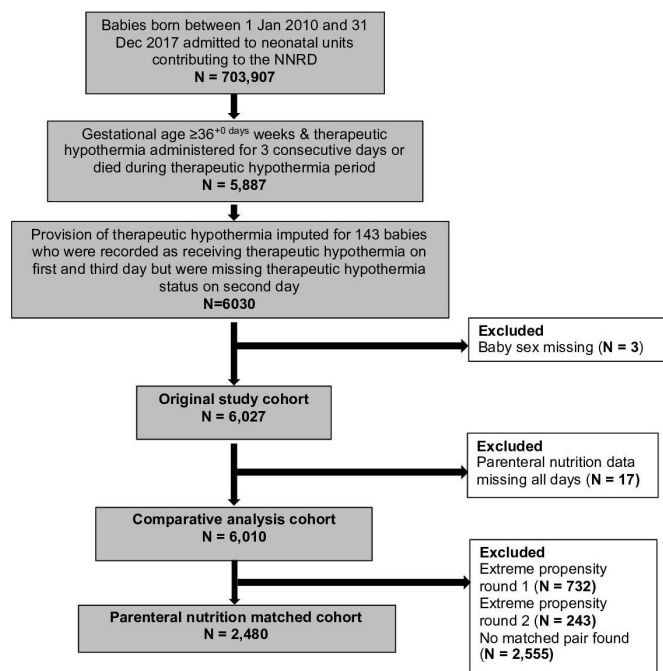 Babies born between 1 Jan 2010 and 31
Dec 2017 admitted to neonatal units
contributing to the NNRD
N = 703,907
Gestational age ≥36+0 days weeks & therapeutic
hypothermia administered for 3 consecutive days or
died during therapeutic hypothermia period
N = 5,887
Provision of therapeutic hypothermia imputed for 143 babies
who were recorded as receiving therapeutic hypothermia on
first and third day but were missing therapeutic hypothermia
status on second day
N=6030
Excluded
Baby sex missing (N = 3)
Original study cohort
N = 6,027
Excluded
Parenteral nutrition data
missing all days (N = 17)
Comparative analysis cohort
N = 6,010
Excluded
Extreme propensity
round 1 (N = 732)
Extreme propensity
round 2 (N = 243)
No matched pair found
(N = 2,555)
Parenteral nutrition matched cohort
N = 2,480